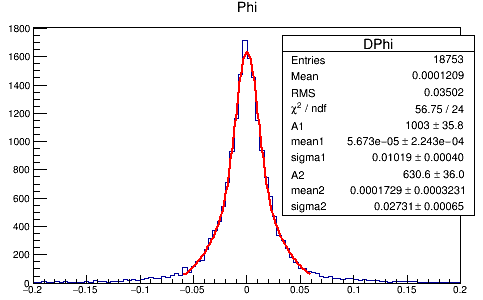 Phi
DPhi
Entries 18753
Mean 0.0001209
RMS 0.03502
χ² / ndf 56.75 / 24
A1 1003 ± 35.8
mean1 5.673e−05 ± 2.243e−04
sigma1 0.01019 ± 0.00040
A2 630.6 ± 36.0
mean2 0.0001729 ± 0.0003231
sigma2 0.02731 ± 0.00065
1800
1600
1400
1200
1000
800
600
400
200
0
−0.2 −0.15 −0.1 −0.05 0 0.05 0.1 0.15 0.2